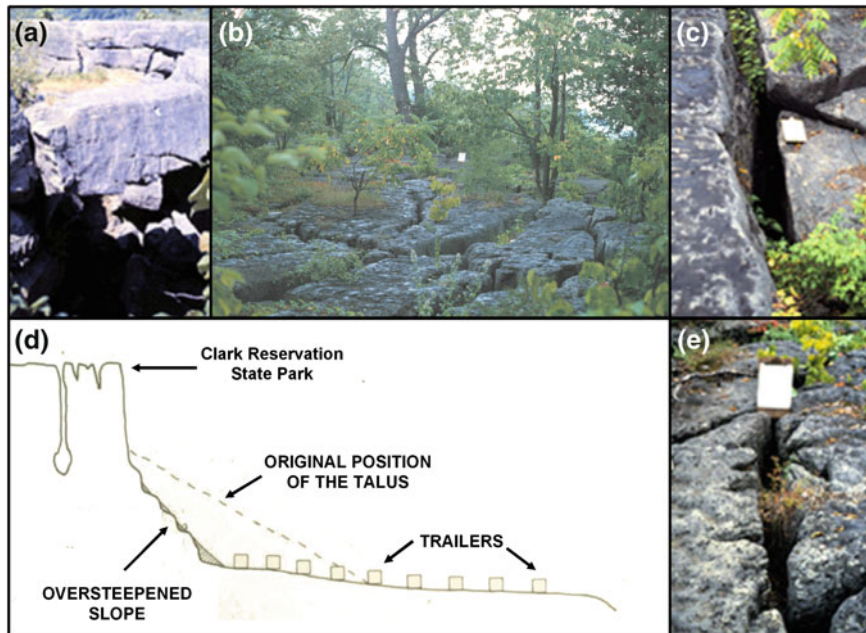 (a)
(b)
(c)
(d)
Clark Reservation
State Park
ORIGINAL POSITION
OF THE TALUS
TRAILERS
OVERSTEEPENED
SLOPE
(e)